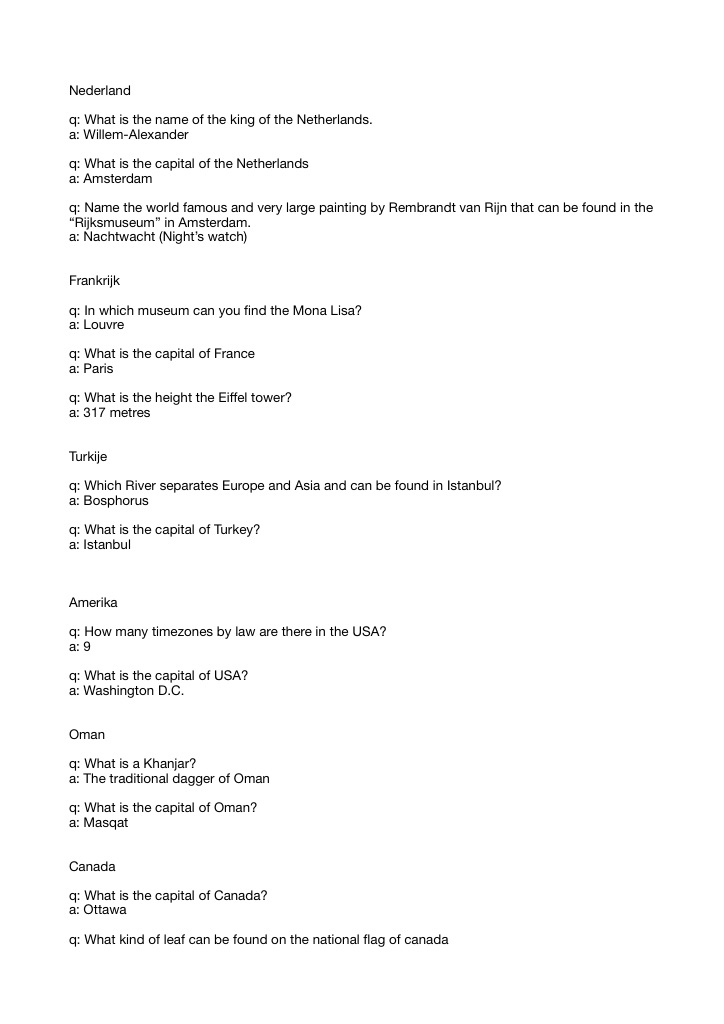 Nederland
q: What is the name of the king of the Netherlands.
a: Willem-Alexander
q: What is the capital of the Netherlands
a: Amsterdam
q: Name the world famous and very large painting by Rembrandt van Rijn that can be found in the
“Rijksmuseum” in Amsterdam.
a: Nachtwacht (Night’s watch)
Frankrijk
q: In which museum can you find the Mona Lisa?
a: Louvre
q: What is the capital of France
a: Paris
q: What is the height the Eiffel tower?
a: 317 metres
Turkije
q: Which River separates Europe and Asia and can be found in Istanbul?
a: Bosphorus
q: What is the capital of Turkey?
a: Istanbul
Amerika
q: How many timezones by law are there in the USA?
a: 9
q: What is the capital of USA?
a: Washington D.C.
Oman
q: What is a Khanjar?
a: The traditional dagger of Oman
q: What is the capital of Oman?
a: Masqat
Canada
q: What is the capital of Canada?
a: Ottawa
q: What kind of leaf can be found on the national flag of canada